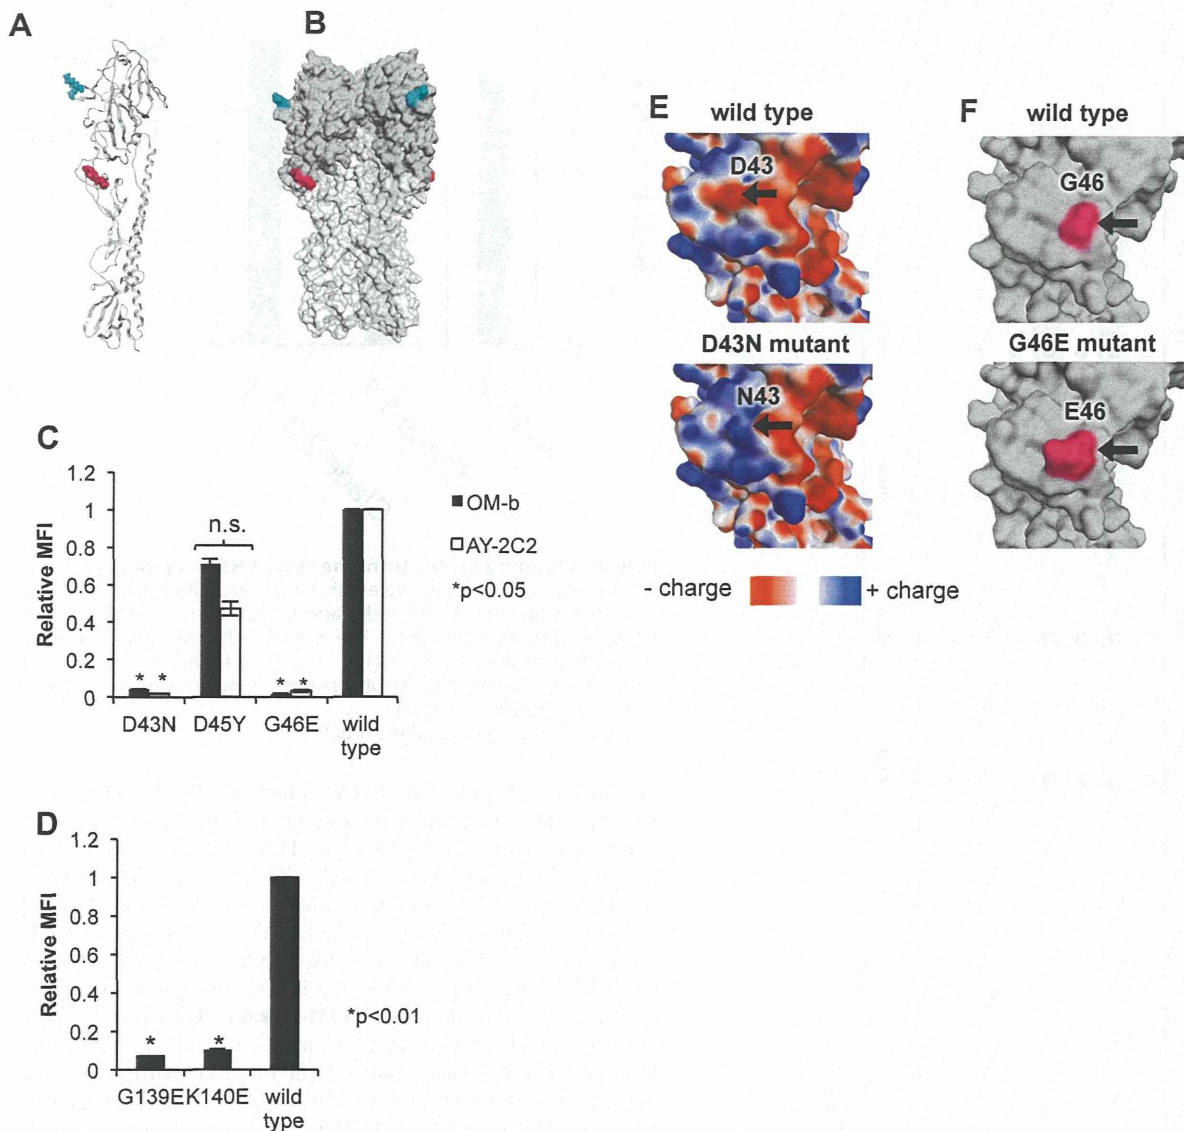 A
B
E
wild type
D43
D43N mutant
N43
- charge
+ charge
F
wild type
G46
G46E mutant
E46
C
Relative MFI
1.2
1
0.8
0.6
0.4
0.2
0
n.s.
* *
* *
D43N
D45Y
G46E
wild
type
OM-b
AY-2C2
*p<0.05
D
Relative MFI
1.2
1
0.8
0.6
0.4
0.2
0
*
*
G139E
K140E
wild
type
*p<0.01